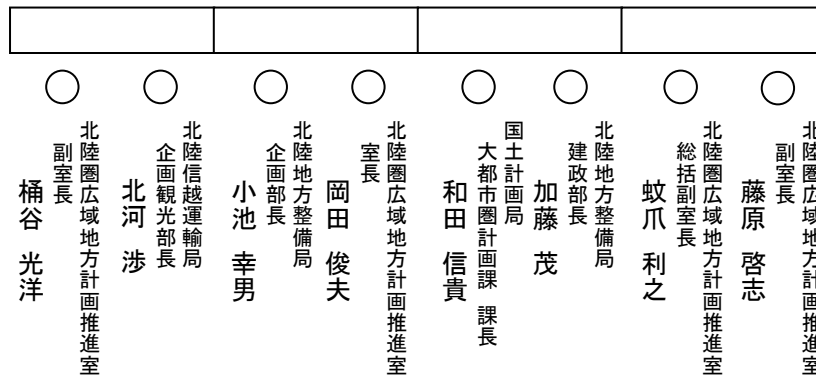 北陸圏広域地方計画推進室
副室長
藤原 啓志
北陸圏広域地方計画推進室
総括副室長
蚊爪 利之
北陸地方整備局
建政部長
加藤 茂
国土計画局
大都市圏計画課 課長
和田 信貴
北陸圏広域地方計画推進室
室長
岡田 俊夫
北陸地方整備局
企画部長
小池 幸男
北陸信越運輸局
企画観光部長
北河 渉
北陸圏広域地方計画推進室
副室長
桶谷 光洋